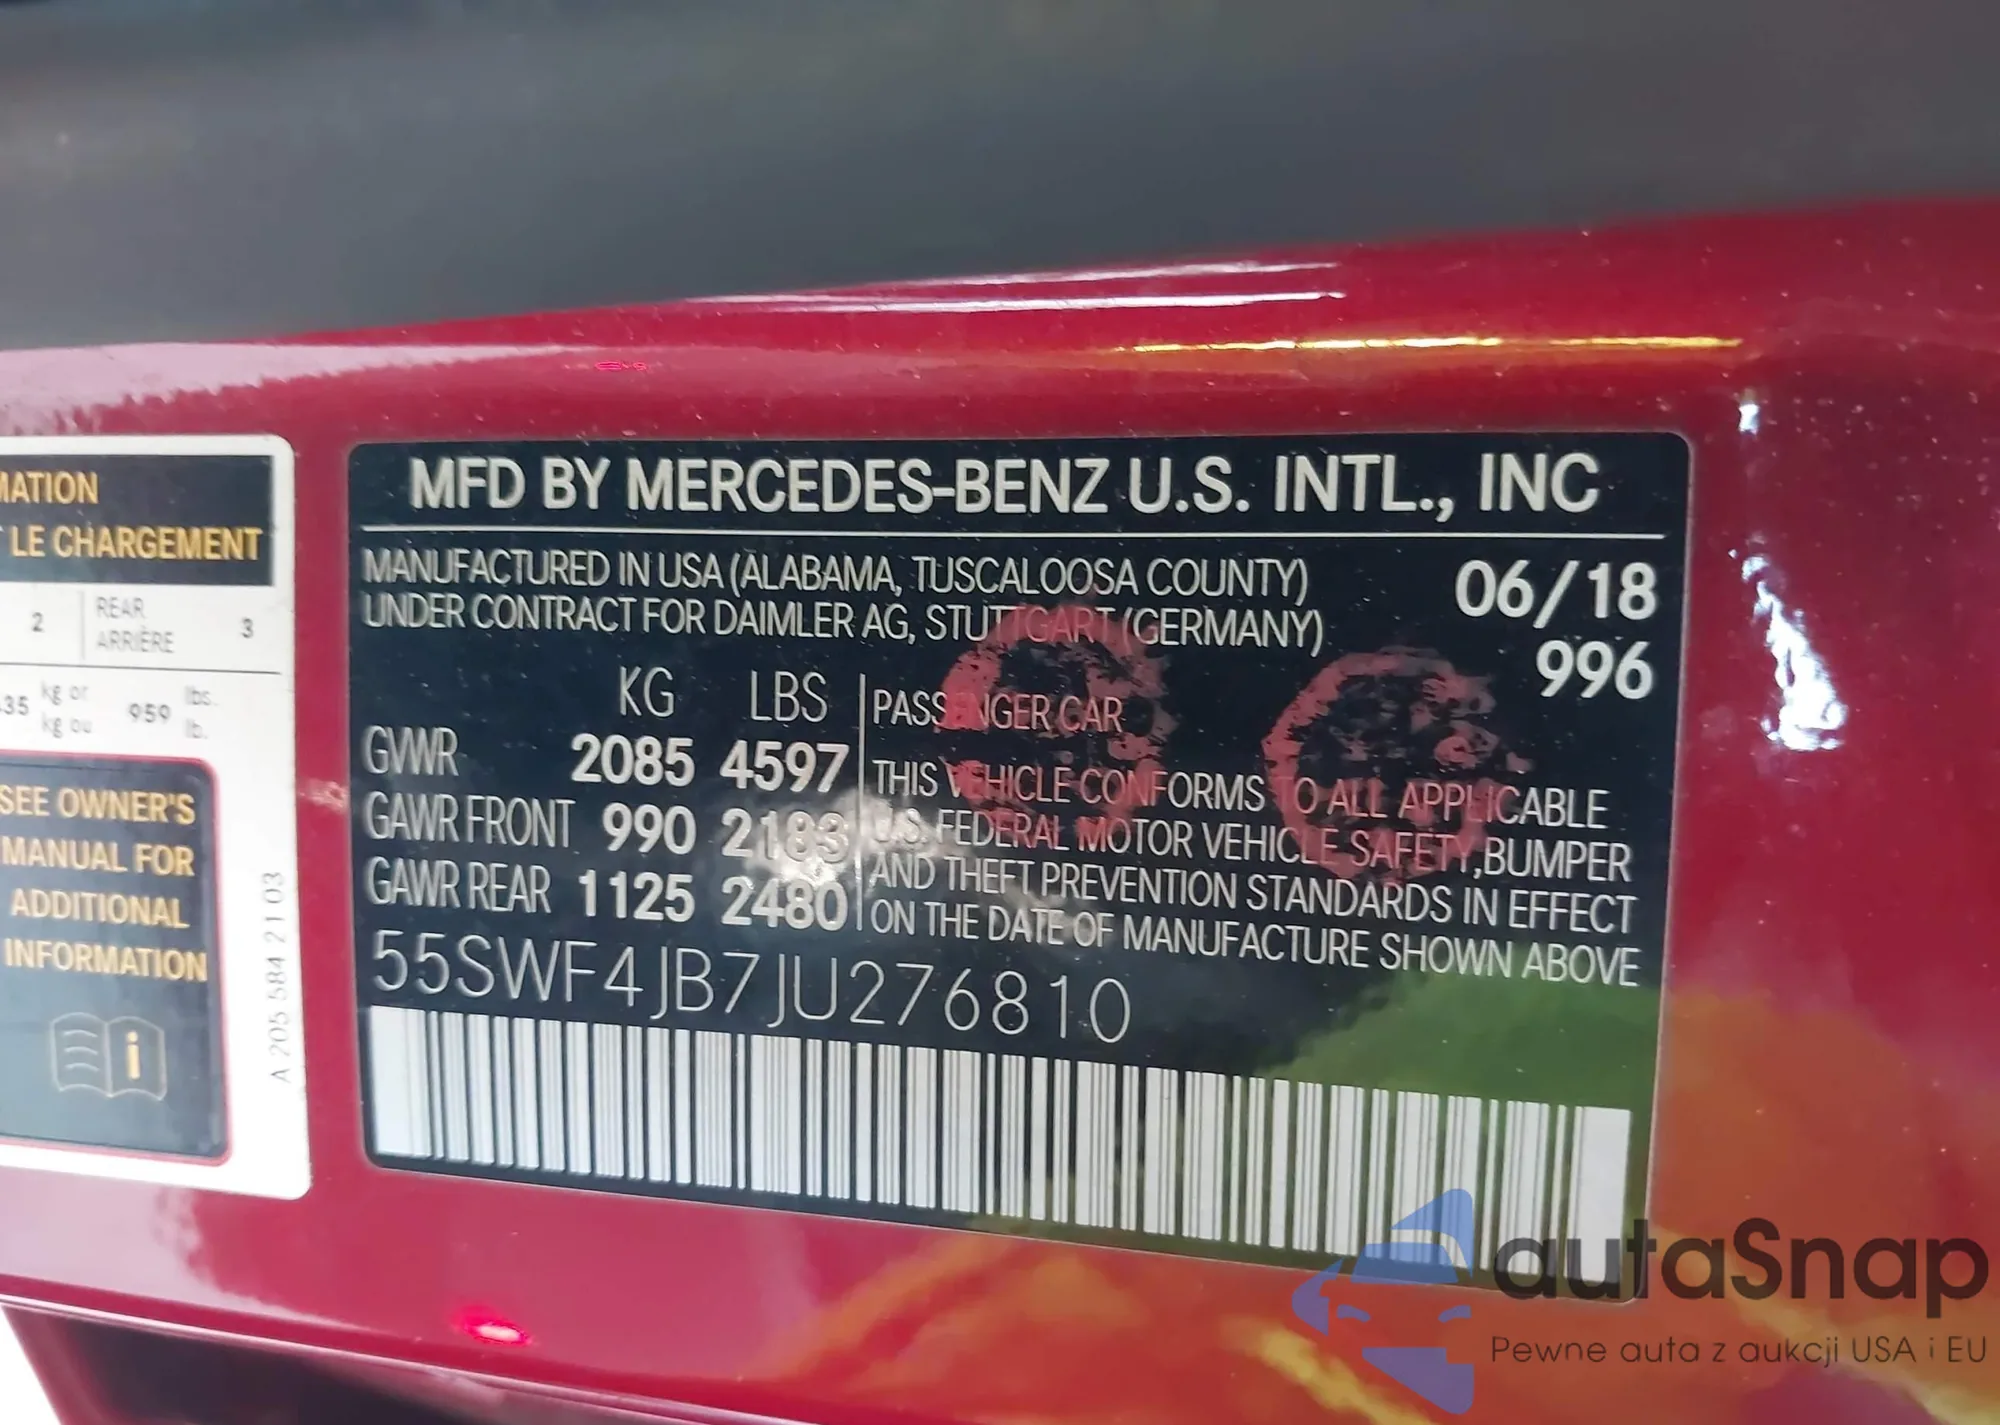 MATION
LE CHARGEMENT
2 REAR 3
ARRIÈRE
35 kg or 959 lbs.
kg ou lb.
SEE OWNER'S
MANUAL FOR
ADDITIONAL
INFORMATION
i
A 205 584 21 03
MFD BY MERCEDES-BENZ U.S. INTL., INC
MANUFACTURED IN USA (ALABAMA, TUSCALOOSA COUNTY) 06/18
UNDER CONTRACT FOR DAIMLER AG, STUTTGART (GERMANY)
996
KG LBS
PASSENGER CAR
GVWR 2085 4597
GAWR FRONT 990 2183
GAWR REAR 1125 2480
THIS VEHICLE CONFORMS TO ALL APPLICABLE
U.S. FEDERAL MOTOR VEHICLE SAFETY, BUMPER
AND THEFT PREVENTION STANDARDS IN EFFECT
ON THE DATE OF MANUFACTURE SHOWN ABOVE
55SWF4JB7JU276810
autaSnap
Pewne auta z aukcji USA i EU